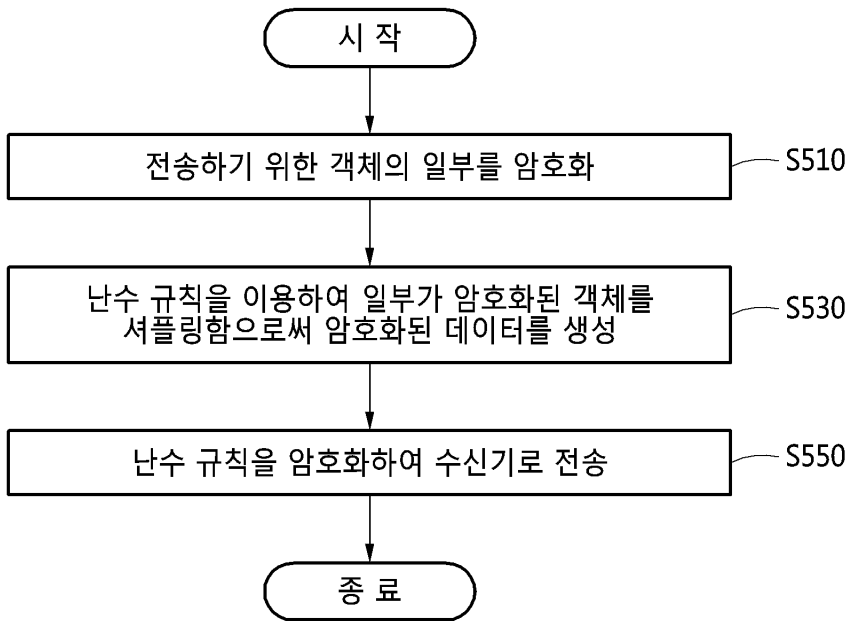 시 작
전송하기 위한 객체의 일부를 암호화
S510
난수 규칙을 이용하여 일부가 암호화된 객체를
셔플링함으로써 암호화된 데이터를 생성
S530
난수 규칙을 암호화하여 수신기로 전송
S550
종 료